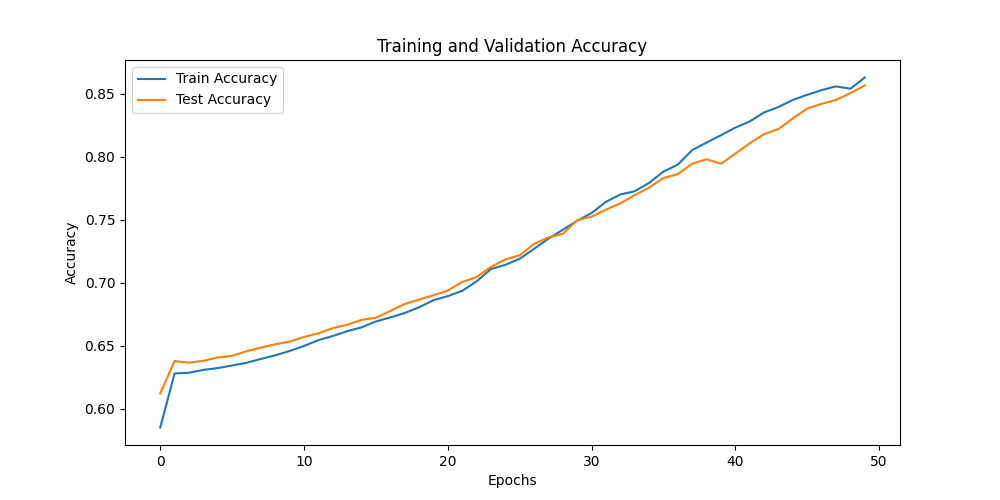 Training and Validation Accuracy
Train Accuracy
Test Accuracy
0.85
0.80
0.75
0.70
0.65
0.60
Accuracy
0 10 20 30 40 50
Epochs